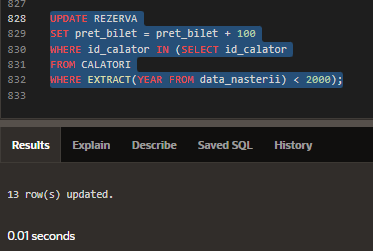 827
828 UPDATE REZERVA
829 SET pret_bilet = pret_bilet + 100
830 WHERE id_calator IN (SELECT id_calator
831 FROM CALATORI
832 WHERE EXTRACT(YEAR FROM data_nasterii) < 2000);
833
Results Explain Describe Saved SQL History
13 row(s) updated.
0.01 seconds